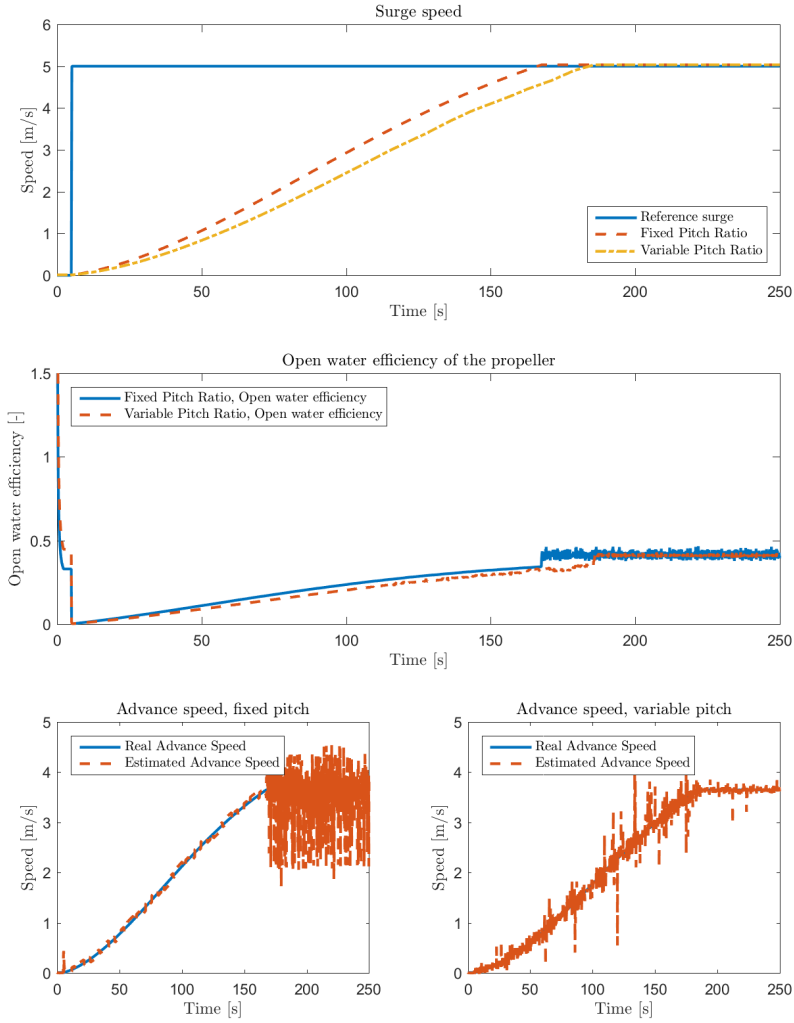 Surge speed
6
5
4
3
2
1
0
Speed [m/s]
Reference surge
Fixed Pitch Ratio
Variable Pitch Ratio
0 50 100 150 200 250
Time [s]
Open water efficiency of the propeller
1.5
1
0.5
0
Open water efficiency [-]
Fixed Pitch Ratio, Open water efficiency
Variable Pitch Ratio, Open water efficiency
0 50 100 150 200 250
Time [s]
Advance speed, fixed pitch
5
4
3
2
1
0
Speed [m/s]
Real Advance Speed
Estimated Advance Speed
0 50 100 150 200 250
Time [s]
Advance speed, variable pitch
5
4
3
2
1
0
Speed [m/s]
Real Advance Speed
Estimated Advance Speed
0 50 100 150 200 250
Time [s]